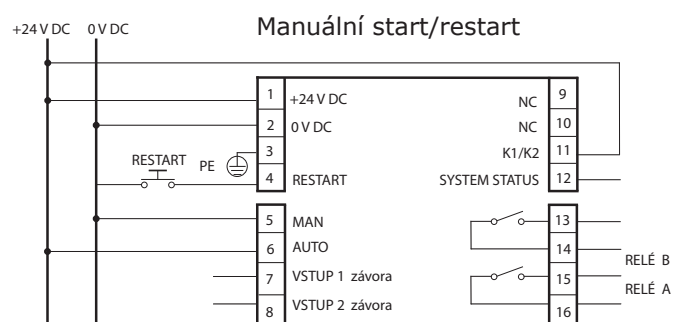 Manuální start/restart
+24 V DC 0 V DC
1 +24 V DC NC 9
2 0 V DC NC 10
3 K1/K2 11
RESTART PE
4 RESTART SYSTEM STATUS 12
5 MAN 13
6 AUTO 14
RELÉ B
7 VSTUP 1 závora 15
RELÉ A
8 VSTUP 2 závora 16